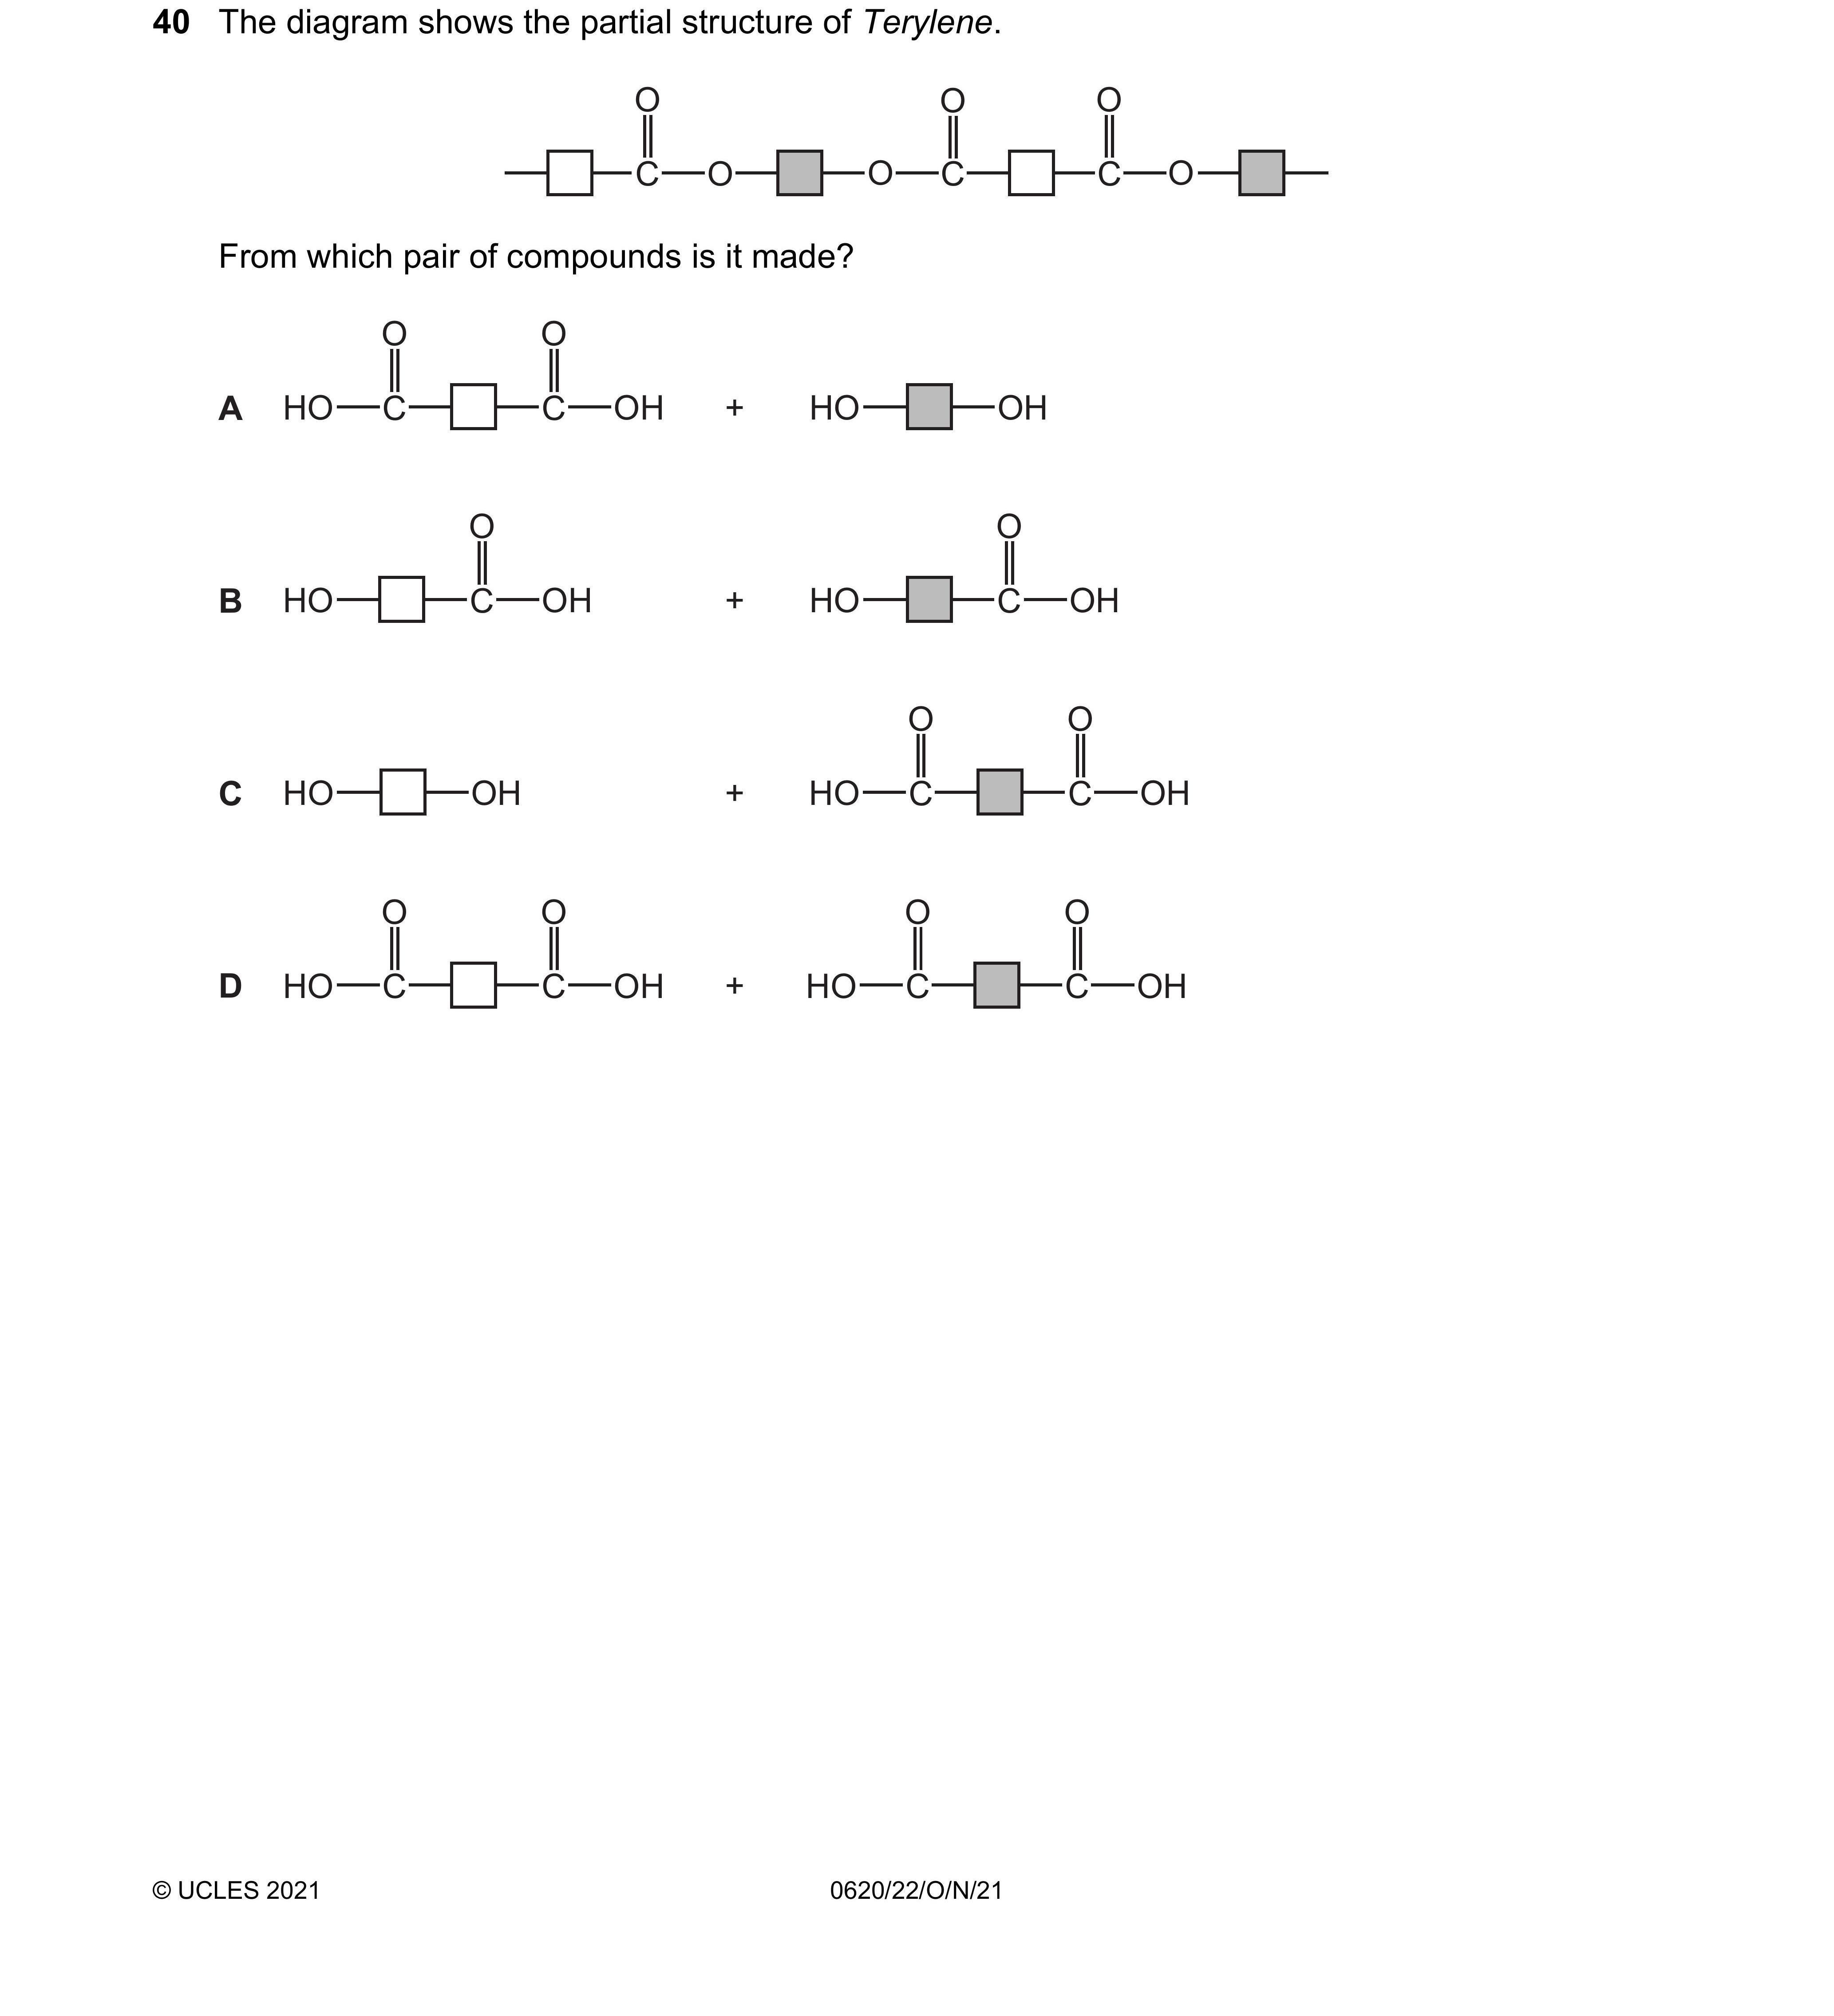 40 The diagram shows the partial structure of Terylene.
O O O
C O O C C O
From which pair of compounds is it made?
O O
A HO C C OH + HO OH
O O
B HO C OH + HO C OH
O O
C HO OH + HO C C OH
O O O O
D HO C C OH + HO C C OH
© UCLES 2021 0620/22/O/N/21